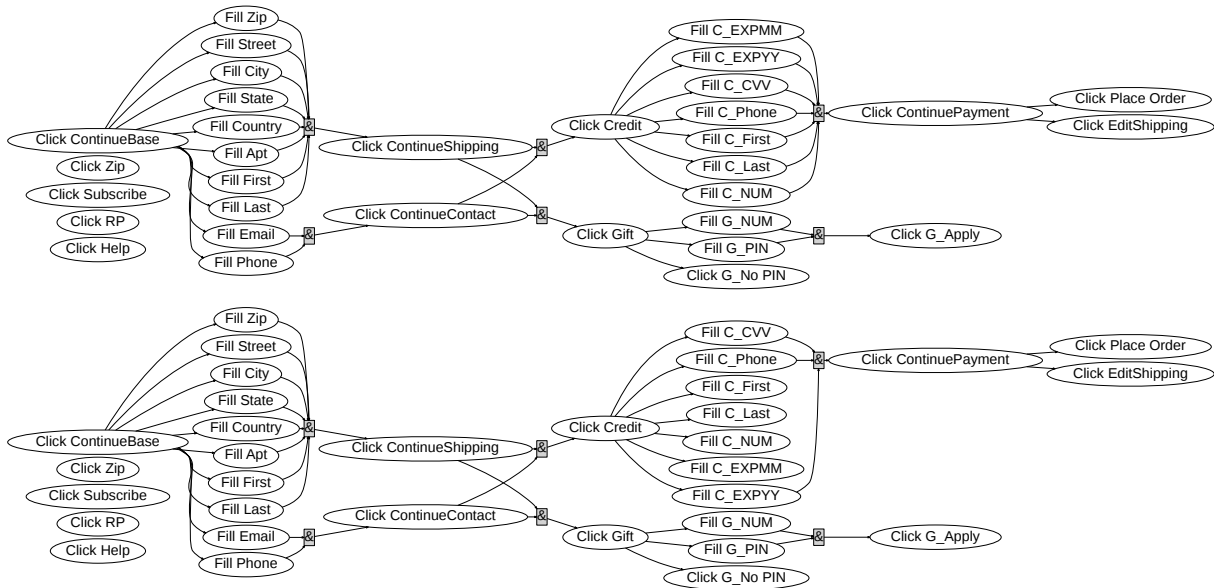 Fill Zip
Fill Street
Fill City
Fill State
Fill Country
Fill Apt
Fill First
Fill Last
Fill Email
Fill Phone
Click ContinueBase
Click Zip
Click Subscribe
Click RP
Click Help
&
&
Click ContinueShipping
Click ContinueContact
&
&
Click Credit
Click Gift
Fill C_EXPMM
Fill C_EXPYY
Fill C_CVV
Fill C_Phone
Fill C_First
Fill C_Last
Fill C_NUM
Fill G_NUM
Fill G_PIN
Click G_No PIN
&
&
Click ContinuePayment
Click G_Apply
Click Place Order
Click EditShipping
Fill Zip
Fill Street
Fill City
Fill State
Fill Country
Fill Apt
Fill First
Fill Last
Fill Email
Fill Phone
Click ContinueBase
Click Zip
Click Subscribe
Click RP
Click Help
&
&
Click ContinueShipping
Click ContinueContact
&
&
Click Credit
Click Gift
Fill C_CVV
Fill C_Phone
Fill C_First
Fill C_Last
Fill C_NUM
Fill C_EXPMM
Fill C_EXPYY
Fill G_NUM
Fill G_PIN
Click G_No PIN
&
&
Click ContinuePayment
Click G_Apply
Click Place Order
Click EditShipping